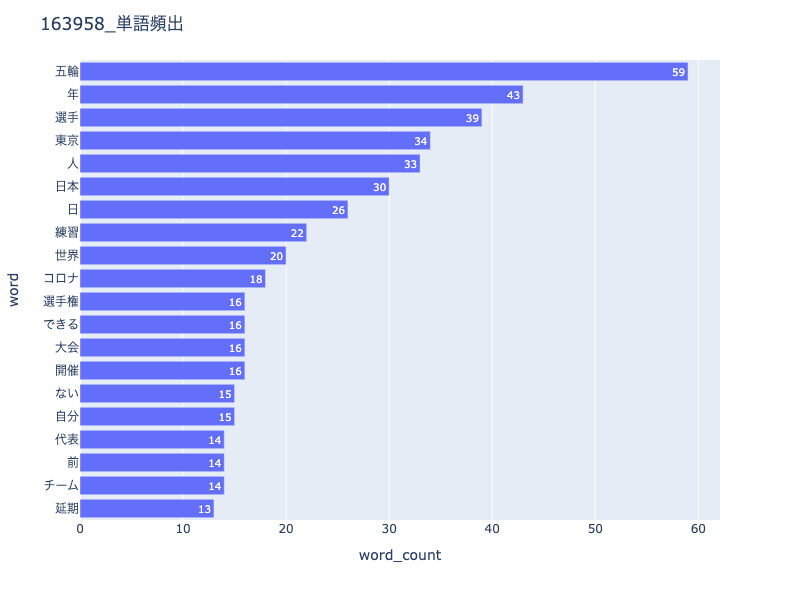 163958_単語頻出
五輪 59
年 43
選手 39
東京 34
人 33
日本 30
日 26
練習 22
世界 20
コロナ 18
選手権 16
できる 16
大会 16
開催 16
ない 15
自分 15
代表 14
前 14
チーム 14
延期 13
0 10 20 30 40 50 60
word_count
word